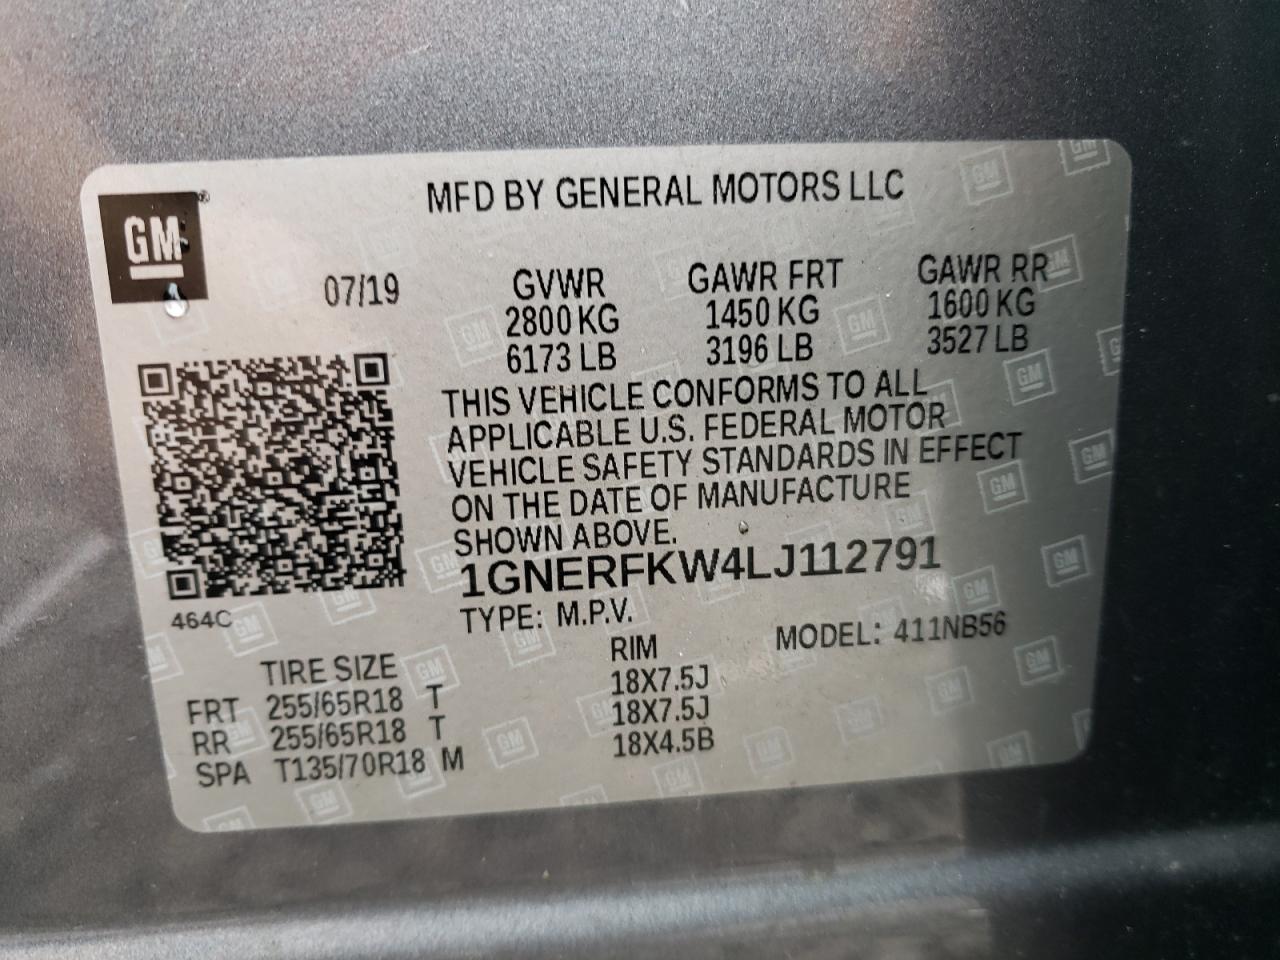 GM®
MFD BY GENERAL MOTORS LLC
07/19
GVWR GAWR FRT GAWR RR
2800 KG 1450 KG 1600 KG
6173 LB 3196 LB 3527 LB
THIS VEHICLE CONFORMS TO ALL
APPLICABLE U.S. FEDERAL MOTOR
VEHICLE SAFETY STANDARDS IN EFFECT
ON THE DATE OF MANUFACTURE
SHOWN ABOVE.
1GNERFKW4LJ112791
464C
TYPE: M.P.V. MODEL: 411NB56
TIRE SIZE RIM
FRT 255/65R18 T 18X7.5J
RR 255/65R18 T 18X7.5J
SPA T135/70R18 M 18X4.5B